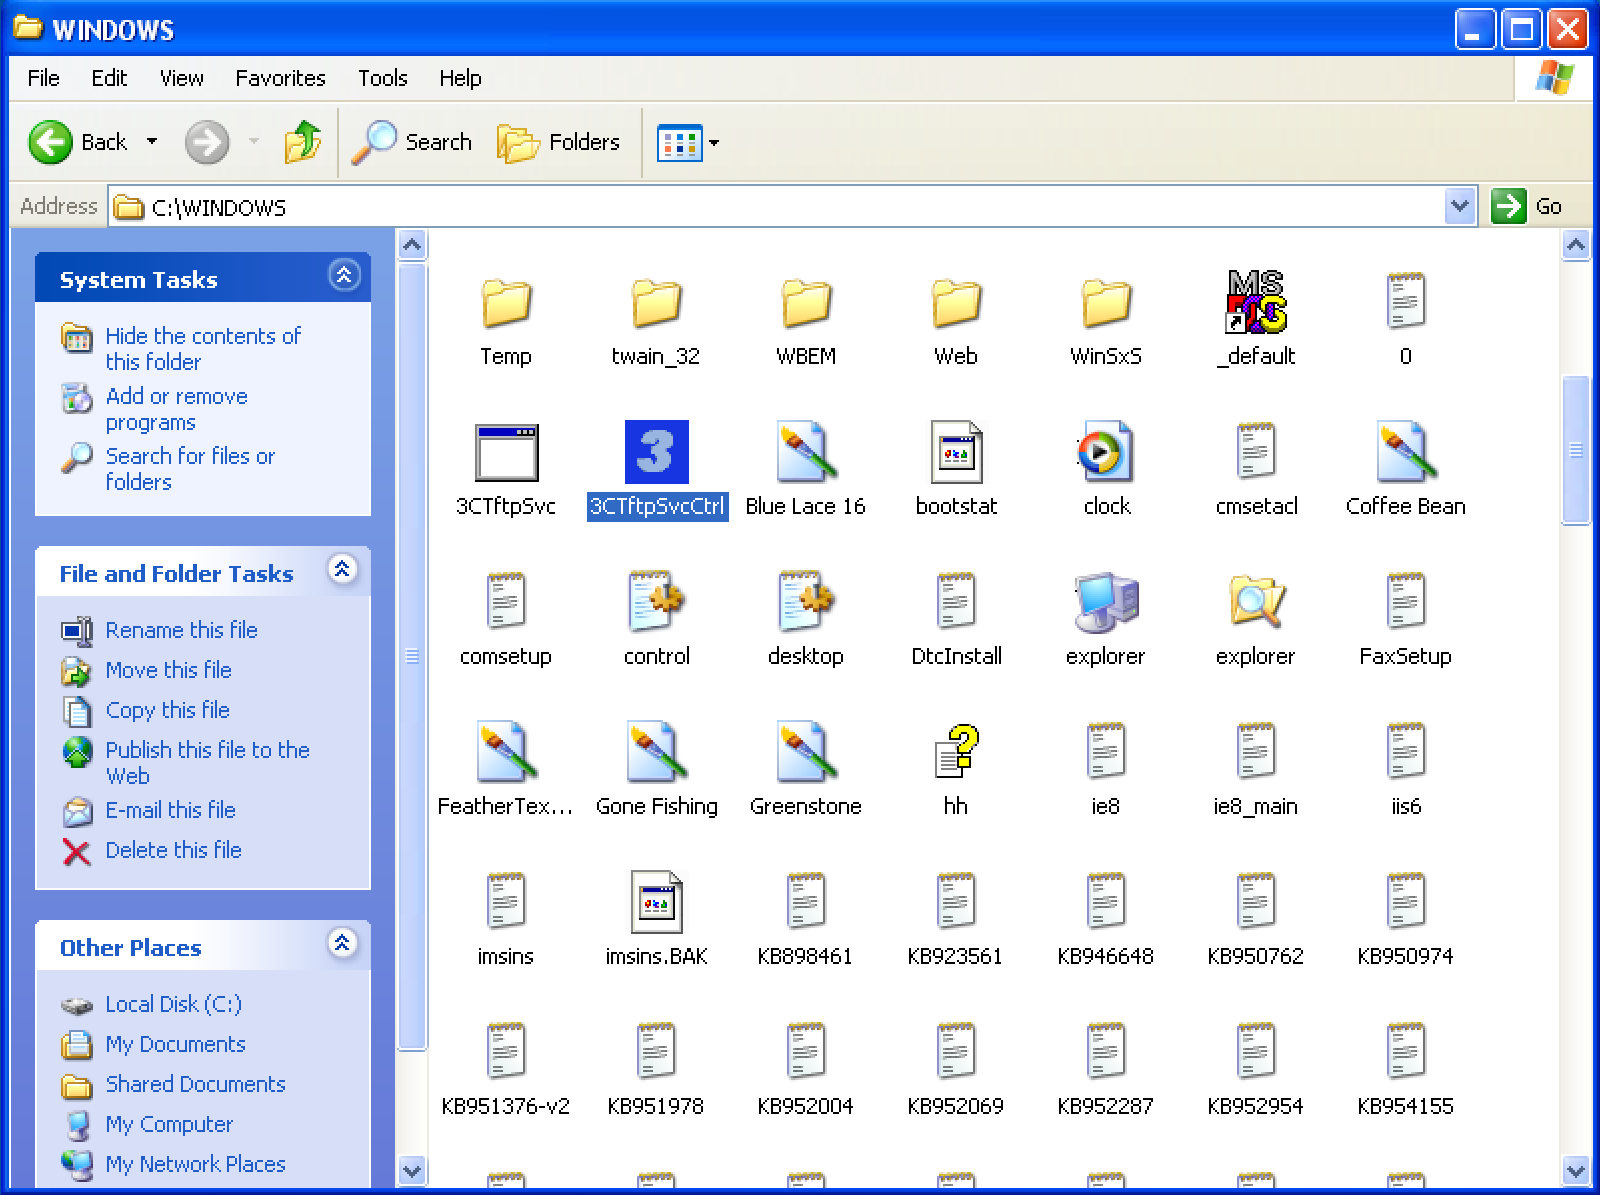 WINDOWS
File Edit View Favorites Tools Help
Back Search Folders
Address C:\WINDOWS Go
System Tasks
Hide the contents of
this folder
Add or remove
programs
Search for files or
folders
File and Folder Tasks
Rename this file
Move this file
Copy this file
Publish this file to the
Web
E-mail this file
Delete this file
Other Places
Local Disk (C:)
My Documents
Shared Documents
My Computer
My Network Places
MS
Temp twain_32 WBEM Web WinSxS _default 0
3
3CTftpSvc 3CTftpSvcCtrl Blue Lace 16 bootstat clock cmsetacl Coffee Bean
comsetup control desktop DtcInstall explorer explorer FaxSetup
FeatherTex... Gone Fishing Greenstone hh ie8 ie8_main iis6
imsins imsins.BAK KB898461 KB923561 KB946648 KB950762 KB950974
KB951376-v2 KB951978 KB952004 KB952069 KB952287 KB952954 KB954155